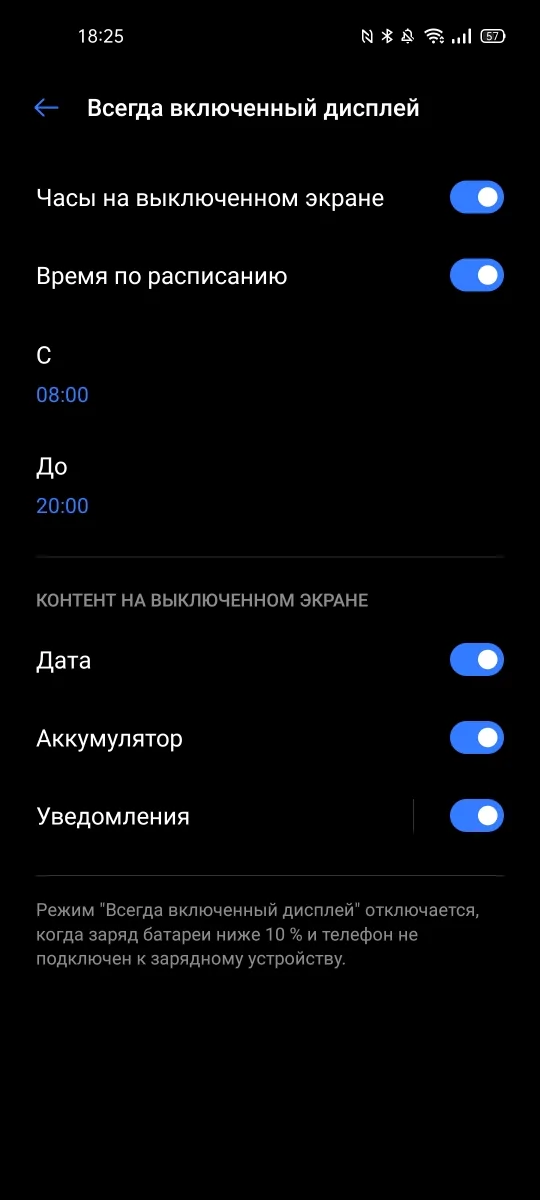 18:25
57
Всегда включенный дисплей
Часы на выключенном экране
Время по расписанию
С
08:00
До
20:00
КОНТЕНТ НА ВЫКЛЮЧЕННОМ ЭКРАНЕ
Дата
Аккумулятор
Уведомления
Режим "Всегда включенный дисплей" отключается,
когда заряд батареи ниже 10 % и телефон не
подключен к зарядному устройству.